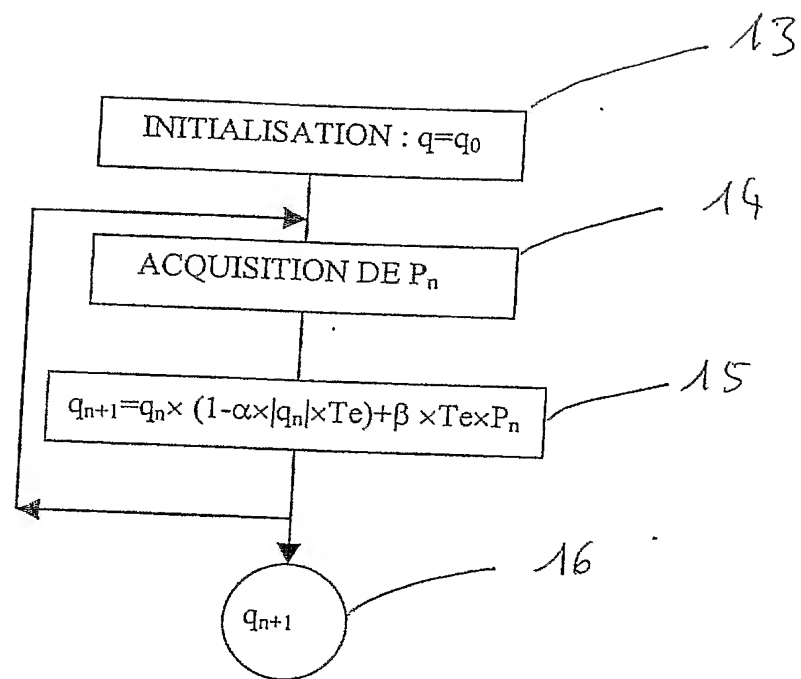 13
INITIALISATION : q=q₀
14
ACQUISITION DE Pₙ
15
qₙ₊₁=qₙ× (1-α×|qₙ|×Te)+β ×Te×Pₙ
16
qₙ₊₁